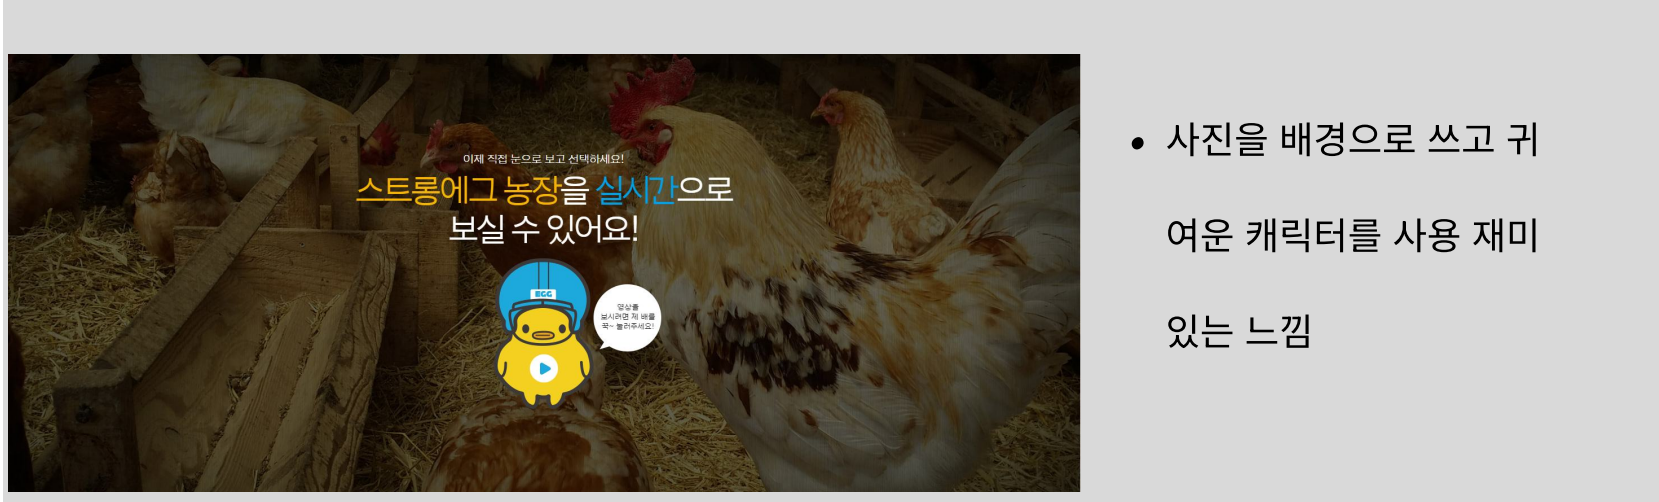 이제 직접 눈으로 보고 선택하세요!
스트롱에그 농장을 실시간으로
보실 수 있어요!
EGG
영상을
보시려면 제 배를
꾹~ 눌러주세요!
• 사진을 배경으로 쓰고 귀
여운 캐릭터를 사용 재미
있는 느낌